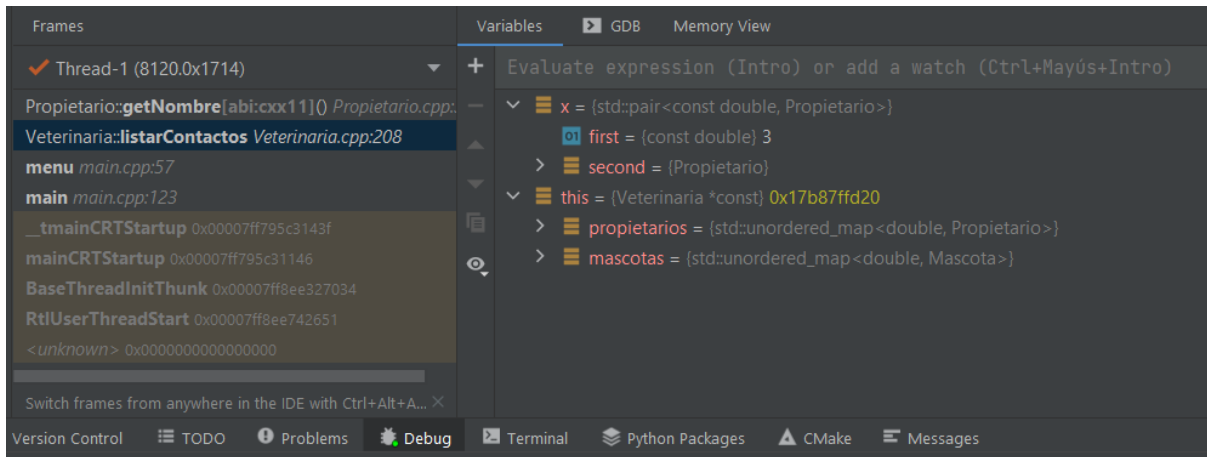 Frames
Variables GDB Memory View
Thread-1 (8120.0x1714)
Evaluate expression (Intro) or add a watch (Ctrl+Mayús+Intro)
Propietario::getNombre[abi:cxx11]() Propietario.cpp:.
Veterinaria::listarContactos Veterinaria.cpp:208
menu main.cpp:57
main main.cpp:123
__tmainCRTStartup 0x00007ff795c3143f
mainCRTStartup 0x00007ff795c31146
BaseThreadInitThunk 0x00007ff8ee327034
RtlUserThreadStart 0x00007ff8ee742651
<unknown> 0x0000000000000000
x = {std::pair<const double, Propietario>}
01 first = {const double} 3
second = {Propietario}
this = {Veterinaria *const} 0x17b87ffd20
propietarios = {std::unordered_map<double, Propietario>}
mascotas = {std::unordered_map<double, Mascota>}
Switch frames from anywhere in the IDE with Ctrl+Alt+A...
Version Control TODO Problems Debug Terminal Python Packages CMake Messages